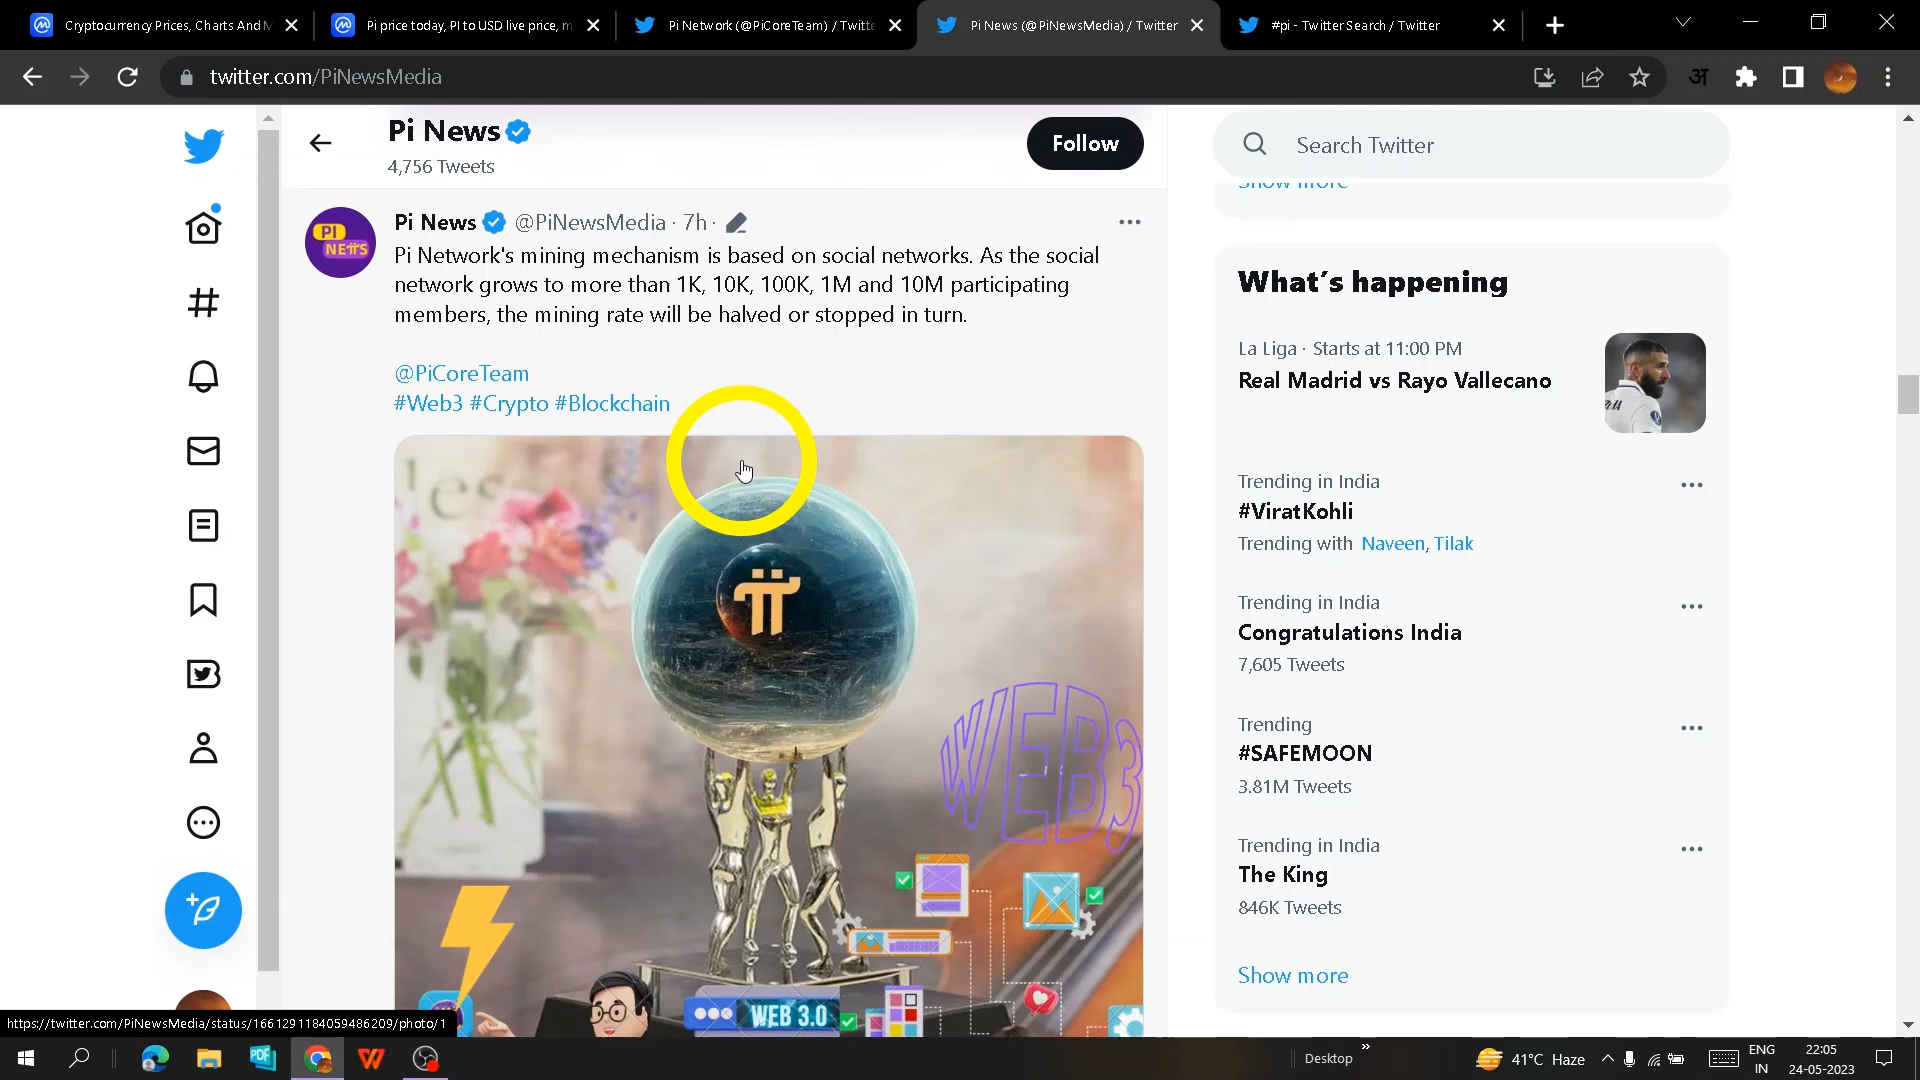 Cryptocurrency Prices, Charts And M
Pi price today, PI to USD live price, m
Pi Network (@PiCoreTeam) / Twitte
Pi News (@PiNewsMedia) / Twitter
#pi - Twitter Search / Twitter
twitter.com/PiNewsMedia
अ
Pi News
4,756 Tweets
Follow
Search Twitter
Show more
PI
NEWS
Pi News @PiNewsMedia · 7h ·
Pi Network's mining mechanism is based on social networks. As the social
network grows to more than 1K, 10K, 100K, 1M and 10M participating
members, the mining rate will be halved or stopped in turn.
@PiCoreTeam
#Web3 #Crypto #Blockchain
WEB3
WEB 3.0
What's happening
La Liga · Starts at 11:00 PM
Real Madrid vs Rayo Vallecano
Trending in India
#ViratKohli
Trending with Naveen, Tilak
Trending in India
Congratulations India
7,605 Tweets
Trending
#SAFEMOON
3.81M Tweets
Trending in India
The King
846K Tweets
Show more
https://twitter.com/PiNewsMedia/status/1661291184059486209/photo/1
PDF
Desktop
41°C Haze
ENG
IN
22:05
24-05-2023